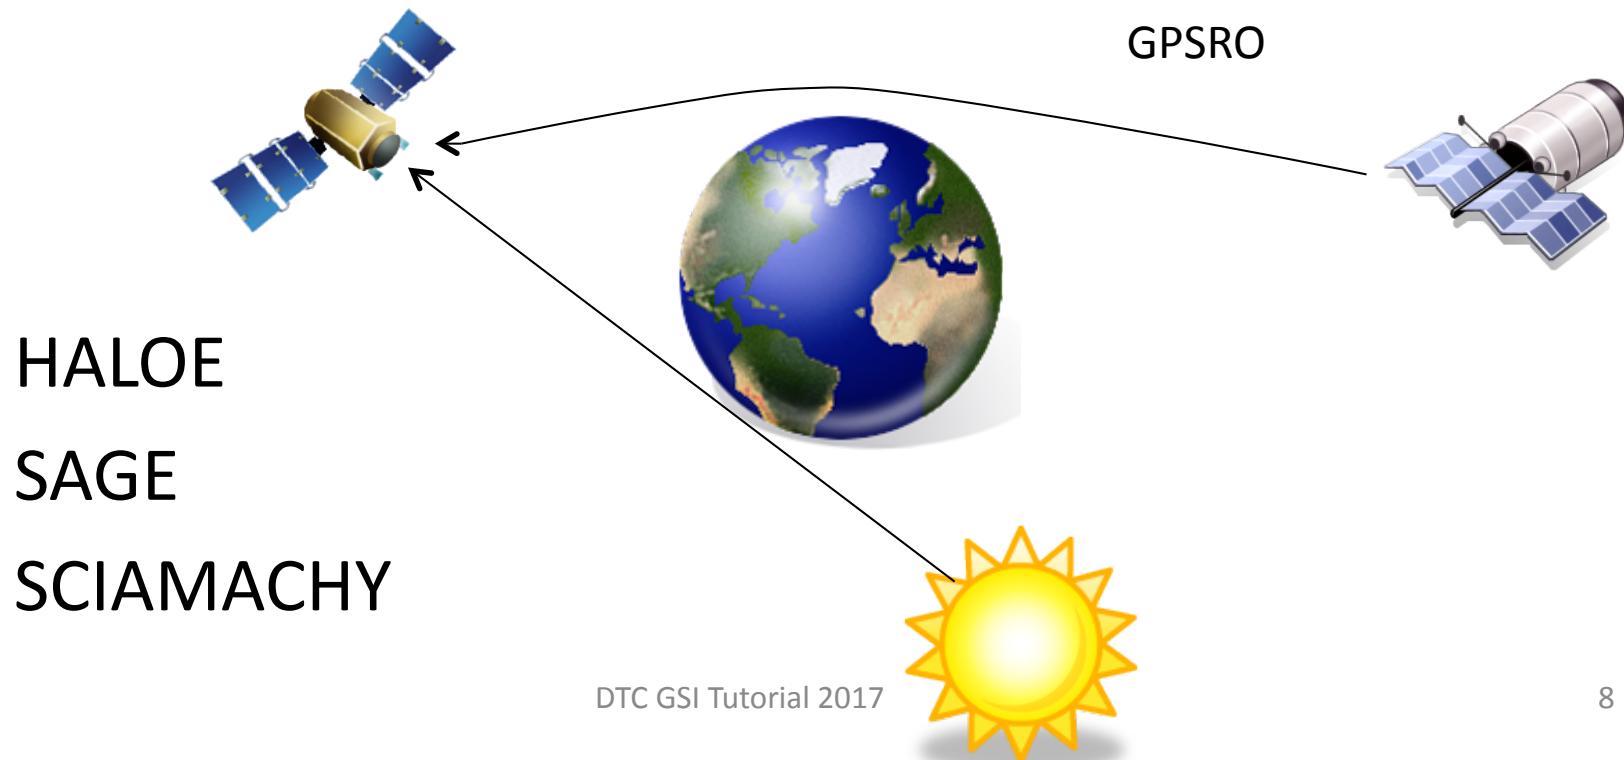 GPSRO
HALOE
SAGE
SCIAMACHY
DTC GSI Tutorial 2017
8